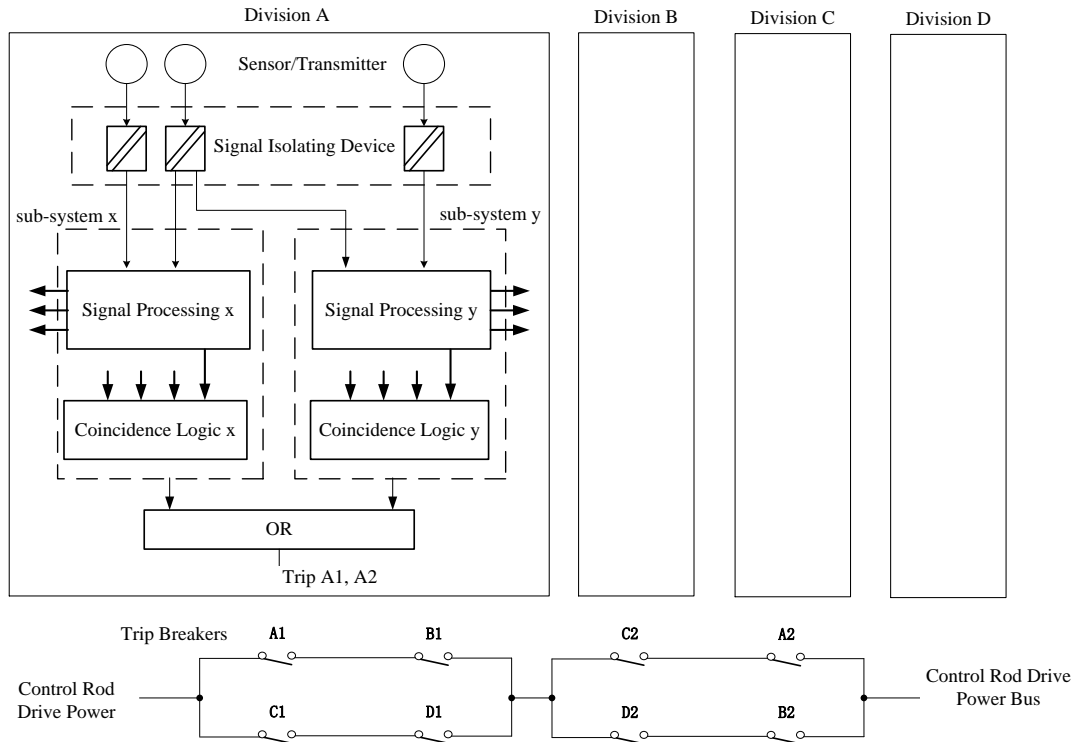 Division A
Division B
Division C
Division D
Sensor/Transmitter
Signal Isolating Device
sub-system x
sub-system y
Signal Processing x
Signal Processing y
Coincidence Logic x
Coincidence Logic y
OR
Trip A1, A2
Trip Breakers
A1
B1
C2
A2
Control Rod
Drive Power
Control Rod Drive
Power Bus
C1
D1
D2
B2